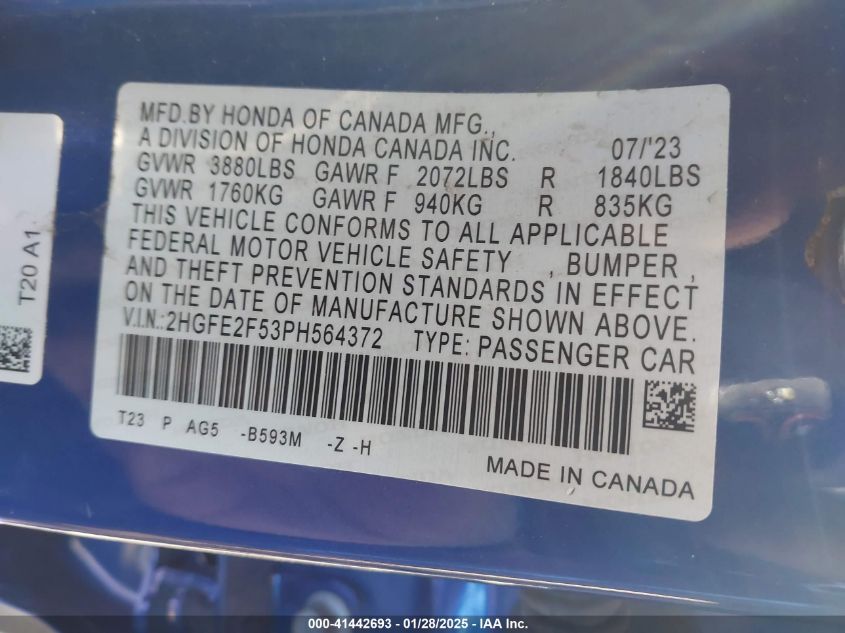 MFD.BY HONDA OF CANADA MFG.,
A DIVISION OF HONDA CANADA INC. 07/'23
GVWR 3880LBS GAWR F 2072LBS R 1840LBS
GVWR 1760KG GAWR F 940KG R 835KG
THIS VEHICLE CONFORMS TO ALL APPLICABLE
FEDERAL MOTOR VEHICLE SAFETY , BUMPER ,
AND THEFT PREVENTION STANDARDS IN EFFECT
ON THE DATE OF MANUFACTURE SHOWN ABOVE.
V.I.N.:2HGFE2F53PH564372 TYPE: PASSENGER CAR
T23 P AG5 -B593M -Z -H
MADE IN CANADA
T20 A1
000-41442693 - 01/28/2025 - IAA Inc.